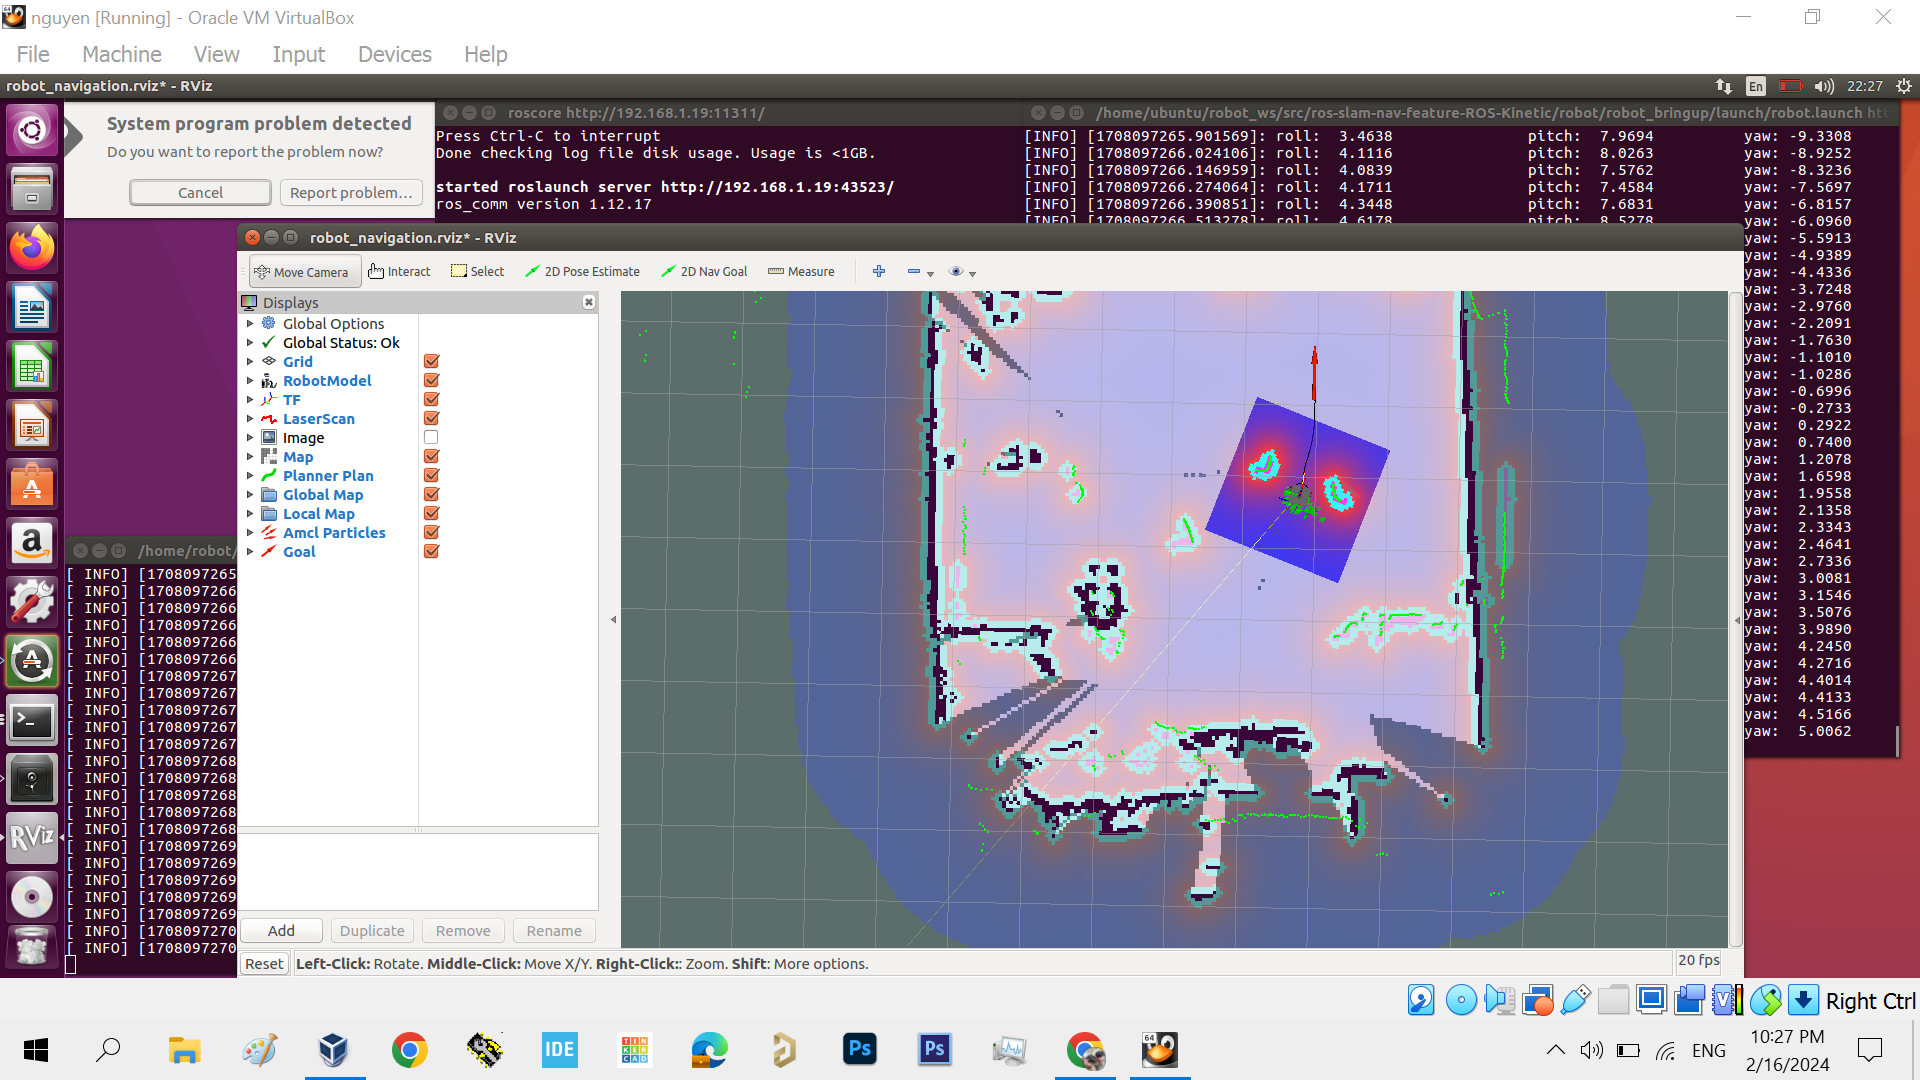 nguyen [Running] - Oracle VM VirtualBox
File Machine View Input Devices Help
robot_navigation.rviz* - RViz
En
22:27
System program problem detected
Do you want to report the problem now?
Cancel
Report problem...
roscore http://192.168.1.19:11311/
Press Ctrl-C to interrupt
Done checking log file disk usage. Usage is <1GB.
started roslaunch server http://192.168.1.19:43523/
ros_comm version 1.12.17
/home/ubuntu/robot_ws/src/ros-slam-nav-feature-ROS-Kinetic/robot/robot_bringup/launch/robot.launch
[INFO] [1708097265.901569]: roll: 3.4638 pitch: 7.9694 yaw: -9.3308
[INFO] [1708097266.024106]: roll: 4.1116 pitch: 8.0263 yaw: -8.9252
[INFO] [1708097266.146959]: roll: 4.0839 pitch: 7.5762 yaw: -8.3236
[INFO] [1708097266.274064]: roll: 4.1711 pitch: 7.4584 yaw: -7.5697
[INFO] [1708097266.390851]: roll: 4.3448 pitch: 7.6831 yaw: -6.8157
[INFO] [1708097266.513278]: roll: 4.6178 pitch: 8.5278 yaw: -6.0960
yaw: -5.5913
yaw: -4.9389
yaw: -4.4336
yaw: -3.7248
yaw: -2.9760
yaw: -2.2091
yaw: -1.7630
yaw: -1.1010
yaw: -1.0286
yaw: -0.6996
yaw: -0.2733
yaw: 0.2922
yaw: 0.7400
yaw: 1.2078
yaw: 1.6598
yaw: 1.9558
yaw: 2.1358
yaw: 2.3343
yaw: 2.4641
yaw: 2.7336
yaw: 3.0081
yaw: 3.1546
yaw: 3.5076
yaw: 3.9890
yaw: 4.2450
yaw: 4.2716
yaw: 4.4014
yaw: 4.4133
yaw: 4.5166
yaw: 5.0062
robot_navigation.rviz* - RViz
Move Camera
Interact
Select
2D Pose Estimate
2D Nav Goal
Measure
Displays
Global Options
Global Status: Ok
Grid
RobotModel
TF
LaserScan
Image
Map
Planner Plan
Global Map
Local Map
Amcl Particles
Goal
Add
Duplicate
Remove
Rename
Reset
Left-Click: Rotate. Middle-Click: Move X/Y. Right-Click:: Zoom. Shift: More options.
20 fps
/home/robot/
[ INFO] [1708097265
[ INFO] [1708097266
[ INFO] [1708097266
[ INFO] [1708097266
[ INFO] [1708097266
[ INFO] [1708097266
[ INFO] [1708097267
[ INFO] [1708097267
[ INFO] [1708097267
[ INFO] [1708097267
[ INFO] [1708097267
[ INFO] [1708097268
[ INFO] [1708097268
[ INFO] [1708097268
[ INFO] [1708097268
[ INFO] [1708097268
[ INFO] [1708097269
[ INFO] [1708097269
[ INFO] [1708097269
[ INFO] [1708097269
[ INFO] [1708097269
[ INFO] [1708097270
[ INFO] [1708097270
RViz
Right Ctrl
IDE
TINKERCAD
Ps
Ps
64
ENG
10:27 PM
2/16/2024